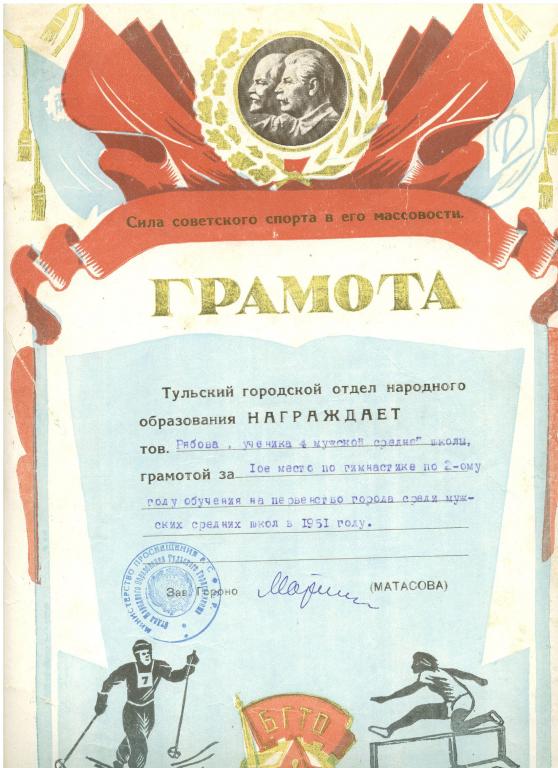 Сила советского спорта в его массовости.
ГРАМОТА
Тульский городской отдел народного
образования НАГРАЖДАЕТ
тов. Рябова , ученика 4 мужской средней школы,
грамотой за Iое место по гимнастике по 2-ому
году обучения на первенство города среди муж-
ских средних школ в 1951 году.
МИНИСТЕРСТВО ПРОСВЕЩЕНИЯ Р.С.Ф.С.Р.
Зав. Гороно (МАТАСОВА)
7
БГТО
Д